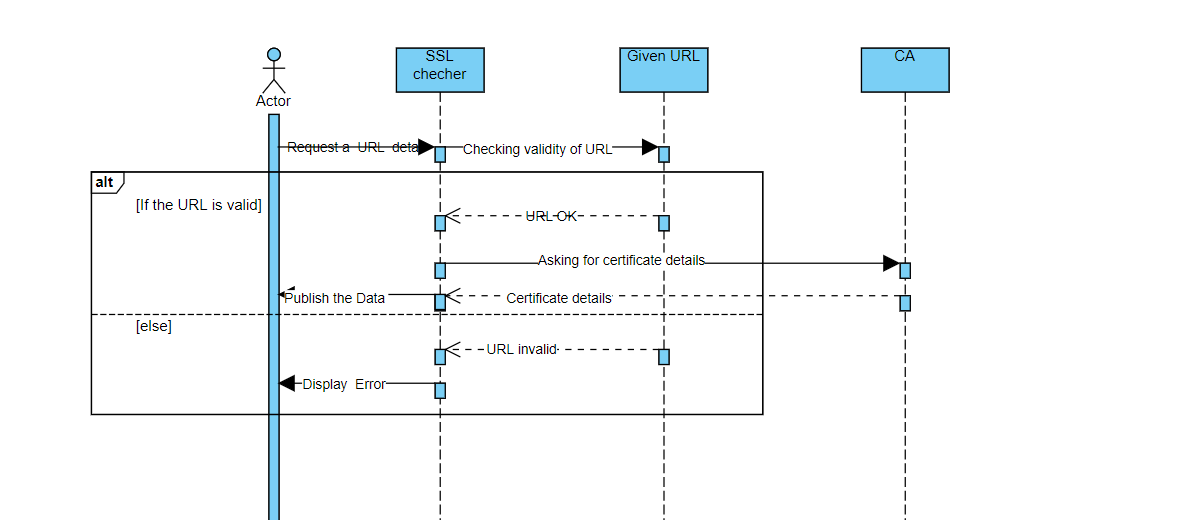 SSL
checher
Given URL
CA
Actor
Request a URL deta
Checking validity of URL
alt
[If the URL is valid]
URL OK
Asking for certificate details
Publish the Data
Certificate details
[else]
URL invalid
Display Error